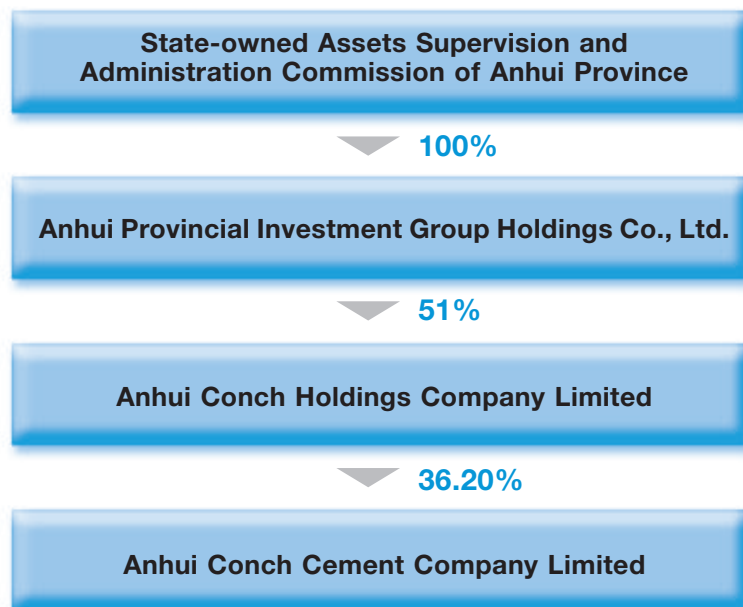 State-owned Assets Supervision and
Administration Commission of Anhui Province
100%
Anhui Provincial Investment Group Holdings Co., Ltd.
51%
Anhui Conch Holdings Company Limited
36.20%
Anhui Conch Cement Company Limited